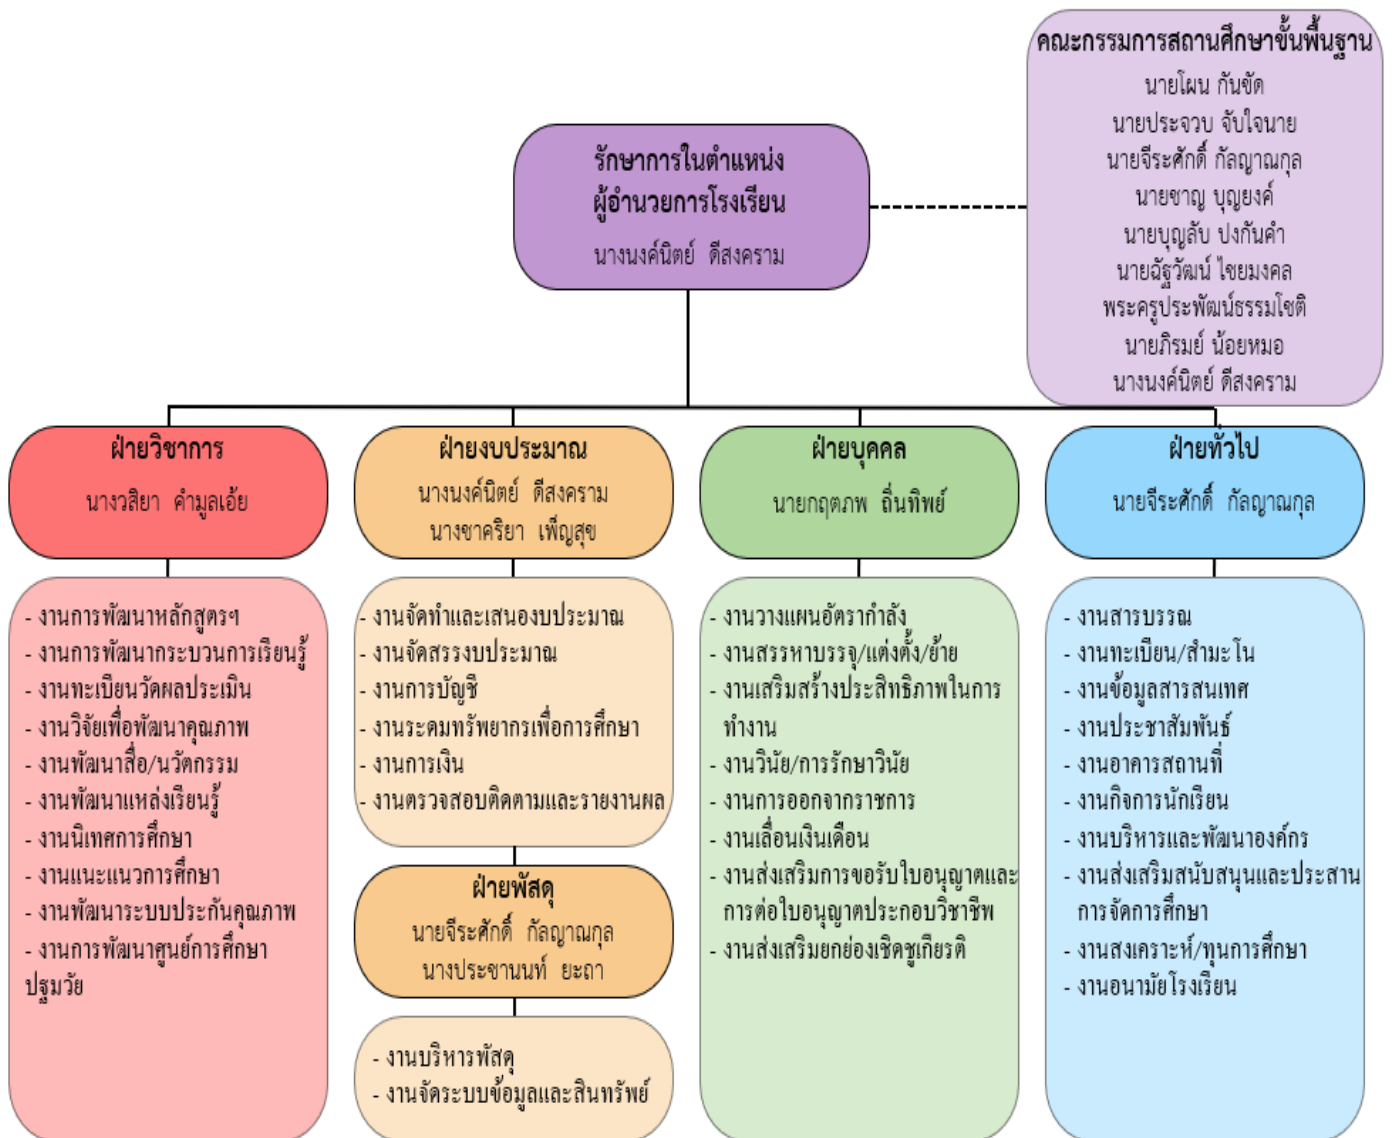 คณะกรรมการสถานศึกษาขั้นพื้นฐาน
นายโผน กันขัด
นายประจวบ จับใจนาย
นายจีระศักดิ์ กัลญาณกุล
นายชาญ บุญยงค์
นายบุญลับ ปงกันคำ
นายฉัฐวัฒน์ ไชยมงคล
พระครูประพัฒน์ธรรมโชติ
นายภิรมย์ น้อยหมอ
นางนงค์นิตย์ ดีสงคราม
รักษาการในตำแหน่ง
ผู้อำนวยการโรงเรียน
นางนงค์นิตย์ ดีสงคราม
ฝ่ายวิชาการ
นางวสิยา คำมูลเอ้ย
- งานการพัฒนาหลักสูตรฯ
- งานการพัฒนากระบวนการเรียนรู้
- งานทะเบียนวัดผลประเมิน
- งานวิจัยเพื่อพัฒนาคุณภาพ
- งานพัฒนาสื่อ/นวัตกรรม
- งานพัฒนาแหล่งเรียนรู้
- งานนิเทศการศึกษา
- งานแนะแนวการศึกษา
- งานพัฒนาระบบประกันคุณภาพ
- งานการพัฒนาศูนย์การศึกษา
ปฐมวัย
ฝ่ายงบประมาณ
นางนงค์นิตย์ ดีสงคราม
นางชาคริยา เพ็ญสุข
- งานจัดทำและเสนองบประมาณ
- งานจัดสรรงบประมาณ
- งานการบัญชี
- งานระดมทรัพยากรเพื่อการศึกษา
- งานการเงิน
- งานตรวจสอบติดตามและรายงานผล
ฝ่ายพัสดุ
นายจีระศักดิ์ กัลญาณกุล
นางประชานนท์ ยะถา
- งานบริหารพัสดุ
- งานจัดระบบข้อมูลและสินทรัพย์
ฝ่ายบุคคล
นายกฤตภพ ถิ่นทิพย์
- งานวางแผนอัตรากำลัง
- งานสรรหาบรรจุ/แต่งตั้ง/ย้าย
- งานเสริมสร้างประสิทธิภาพในการ
ทำงาน
- งานวินัย/การรักษาวินัย
- งานการออกจากราชการ
- งานเลื่อนเงินเดือน
- งานส่งเสริมการขอรับใบอนุญาตและ
การต่อใบอนุญาตประกอบวิชาชีพ
- งานส่งเสริมยกย่องเชิดชูเกียรติ
ฝ่ายทั่วไป
นายจีระศักดิ์ กัลญาณกุล
- งานสารบรรณ
- งานทะเบียน/สำมะโน
- งานข้อมูลสารสนเทศ
- งานประชาสัมพันธ์
- งานอาคารสถานที่
- งานกิจการนักเรียน
- งานบริหารและพัฒนาองค์กร
- งานส่งเสริมสนับสนุนและประสาน
การจัดการศึกษา
- งานสงเคราะห์/ทุนการศึกษา
- งานอนามัยโรงเรียน